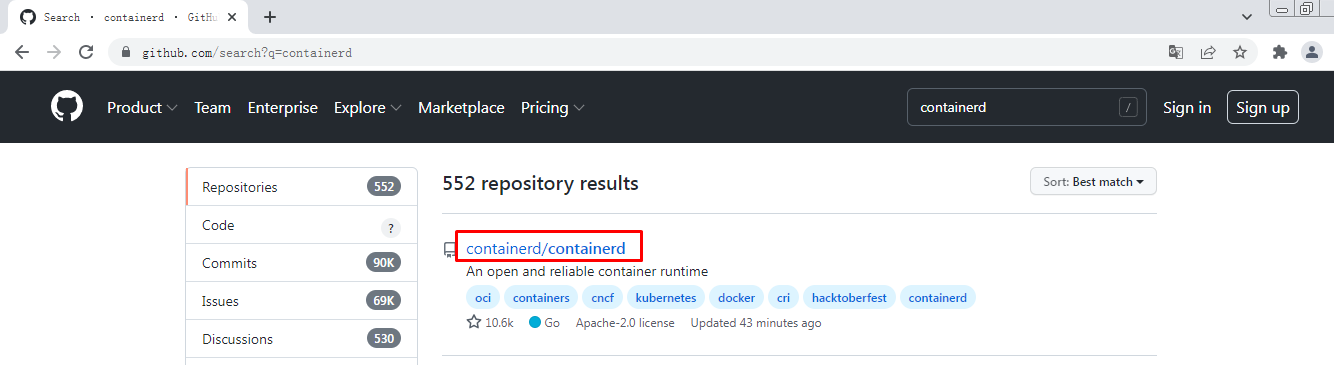 Search · containerd · GitHu
github.com/search?q=containerd
Product Team Enterprise Explore Marketplace Pricing containerd / Sign in Sign up
Repositories 552
Code ?
Commits 90K
Issues 69K
Discussions 530
552 repository results
Sort: Best match
containerd/containerd
An open and reliable container runtime
oci containers cncf kubernetes docker cri hacktoberfest containerd
10.6k Go Apache-2.0 license Updated 43 minutes ago